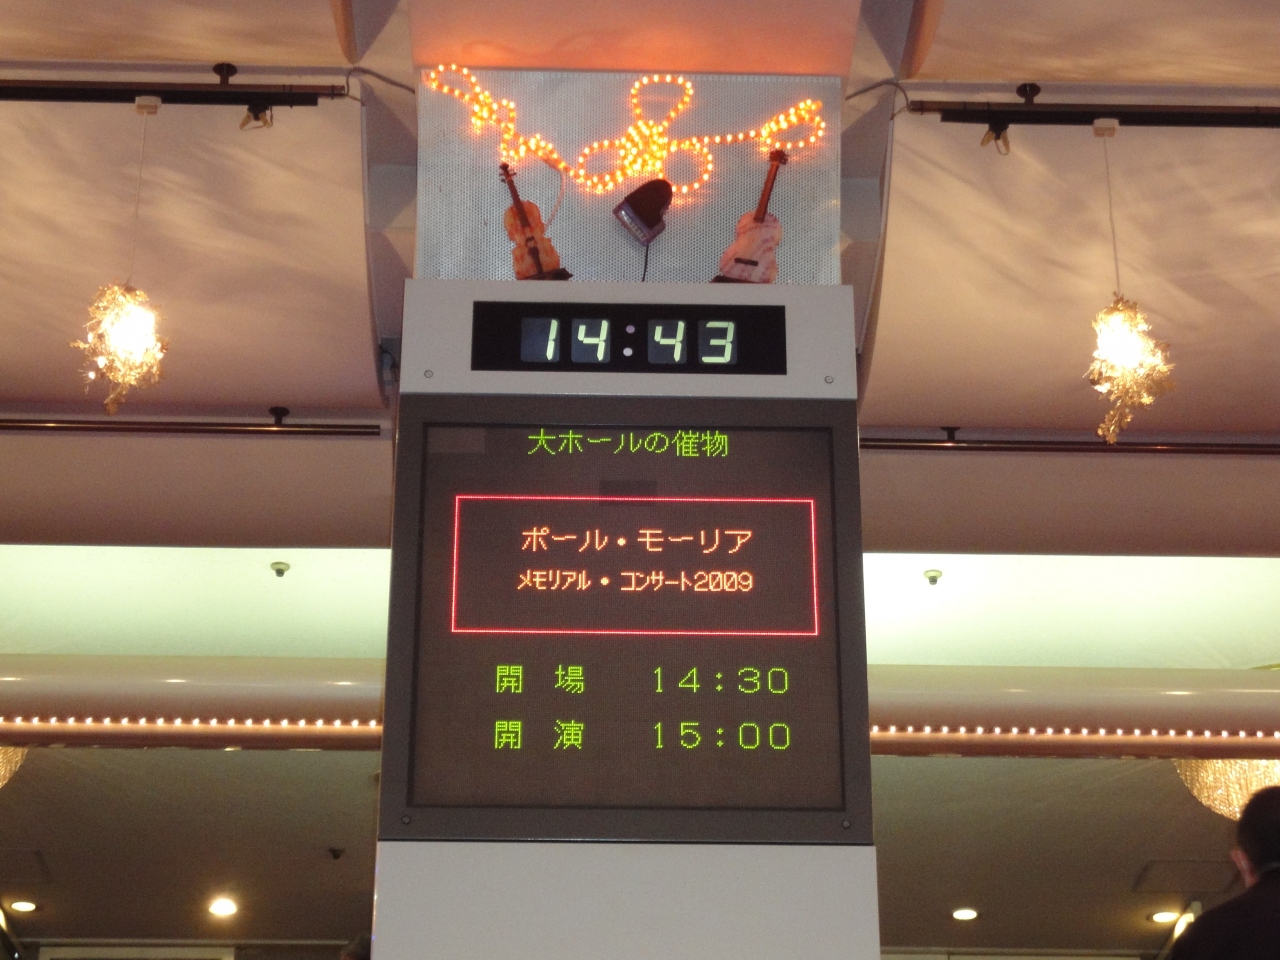 14:43
大ホールの催物
ポール・モーリア
メモリアル・コンサート2009
開場 14:30
開演 15:00